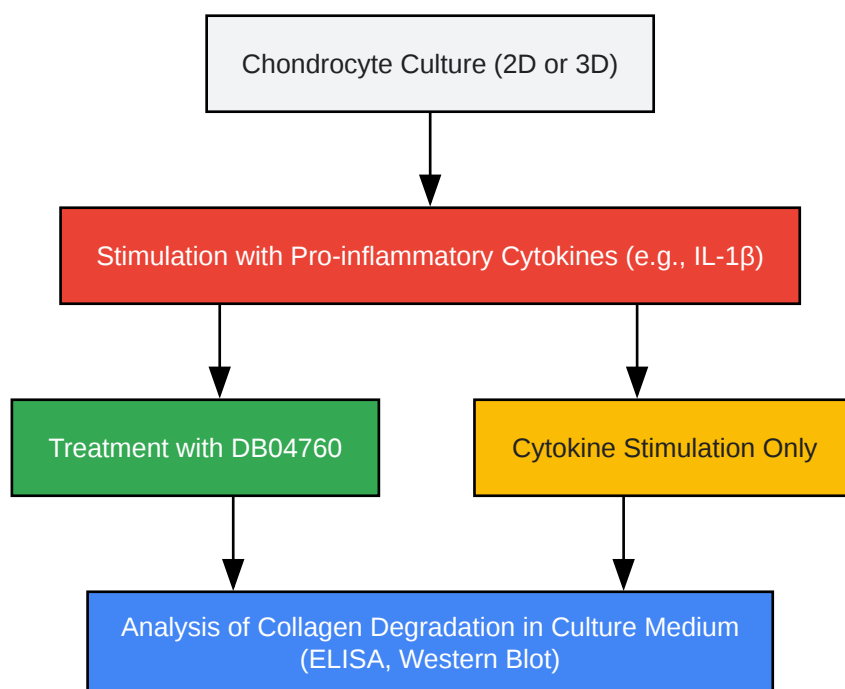 Chondrocyte Culture (2D or 3D)
Stimulation with Pro-inflammatory Cytokines (e.g., IL-1β)
Treatment with DB04760
Cytokine Stimulation Only
Analysis of Collagen Degradation in Culture Medium
(ELISA, Western Blot)